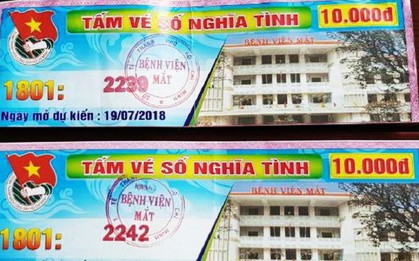 TẤM VÉ SỐ NGHĨA TÌNH 10.000đ
BỆNH VIỆN MẮT
BỆNH VIỆN
MẮT
1801: 2239
Ngày mở dự kiến : 19/07/2018
TẤM VÉ SỐ NGHĨA TÌNH 10.000đ
BỆNH VIỆN MẮT
BỆNH VIỆN
MẮT
1801: 2242